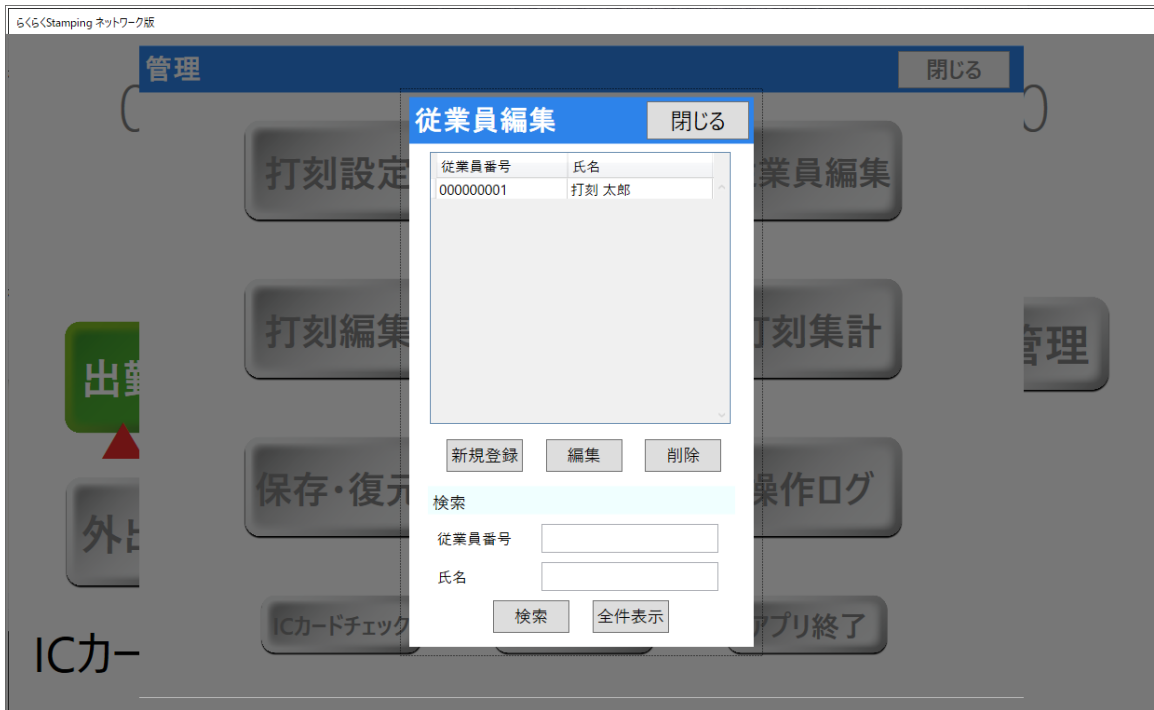 らくらくStamping ネットワーク版
管理
閉じる
従業員編集
閉じる
打刻設定
業員編集
従業員番号
氏名
000000001
打刻 太郎
打刻編集
刻集計
出勤
管理
新規登録
編集
削除
保存・復元
操作ログ
検索
外出
従業員番号
氏名
検索
全件表示
ICカードチェック
アプリ終了
ICカー